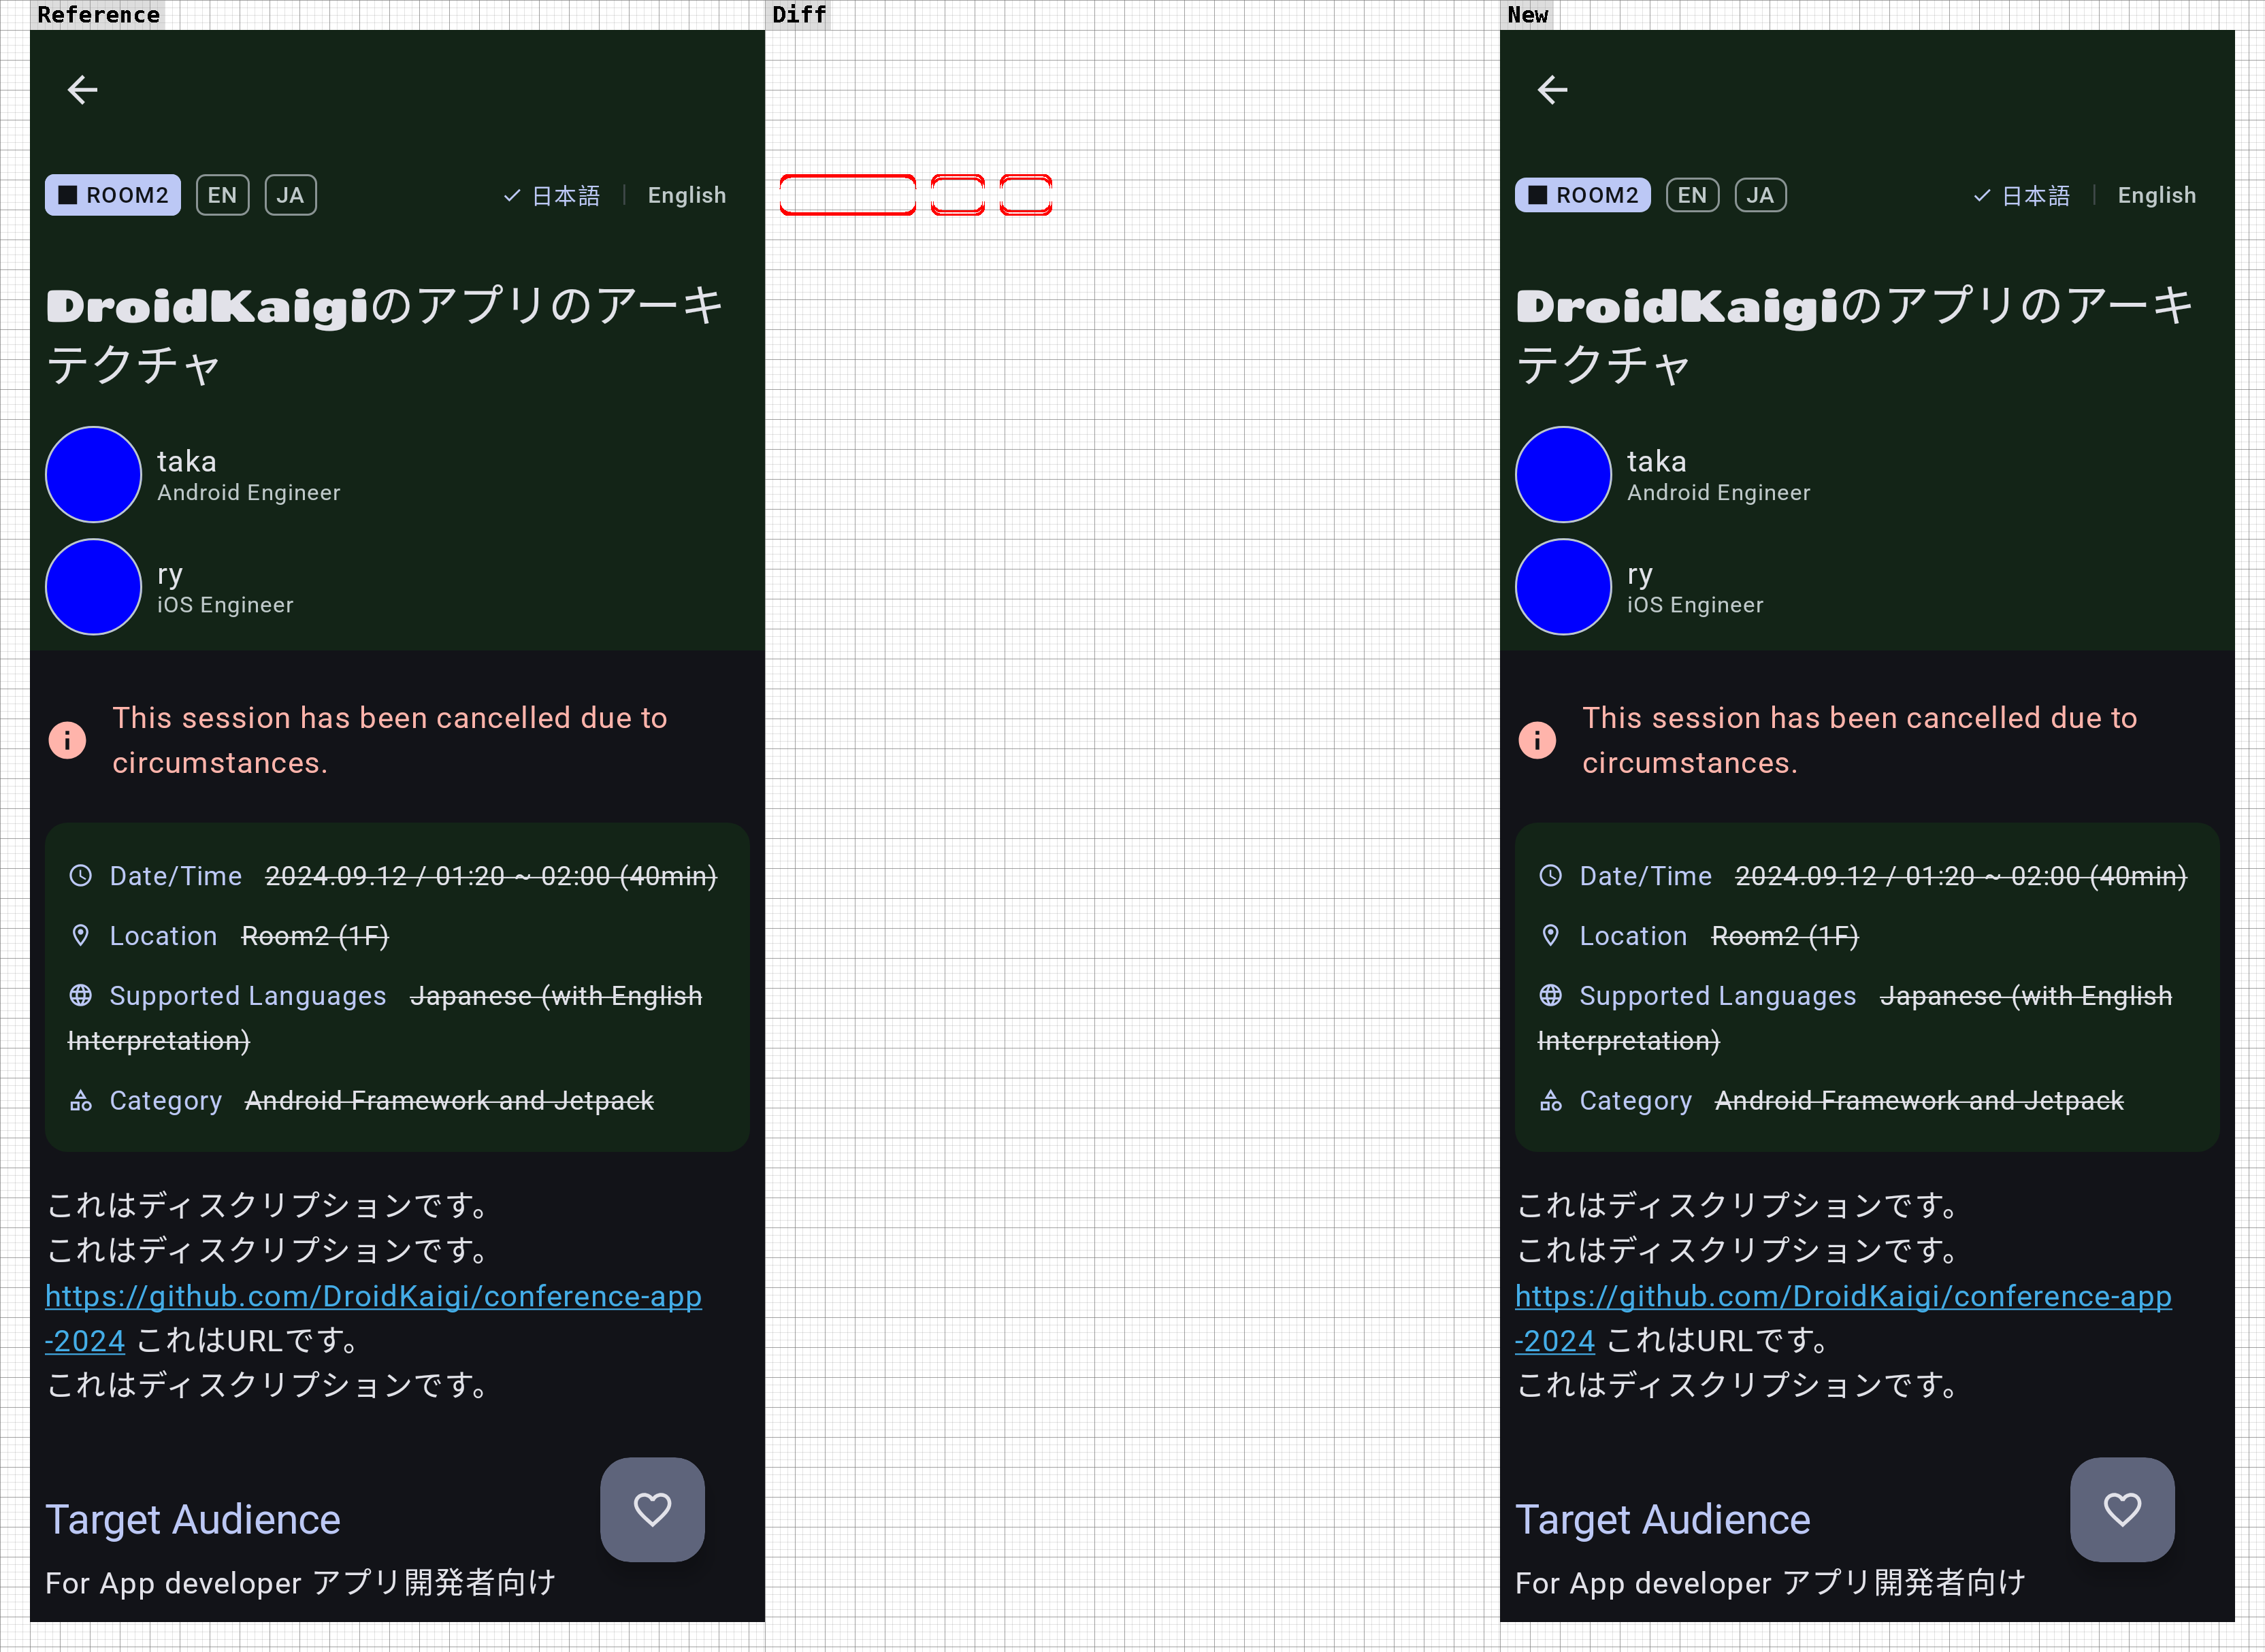 Reference
Diff
New
ROOM2 EN JA 日本語 English
DroidKaigiのアプリのアーキ
テクチャ
taka
Android Engineer
ry
iOS Engineer
This session has been cancelled due to
circumstances.
Date/Time 2024.09.12 / 01:20 ~ 02:00 (40min)
Location Room2 (1F)
Supported Languages Japanese (with English
Interpretation)
Category Android Framework and Jetpack
これはディスクリプションです。
これはディスクリプションです。
https://github.com/DroidKaigi/conference-app
-2024 これはURLです。
これはディスクリプションです。
Target Audience
For App developer アプリ開発者向け
ROOM2 EN JA 日本語 English
DroidKaigiのアプリのアーキ
テクチャ
taka
Android Engineer
ry
iOS Engineer
This session has been cancelled due to
circumstances.
Date/Time 2024.09.12 / 01:20 ~ 02:00 (40min)
Location Room2 (1F)
Supported Languages Japanese (with English
Interpretation)
Category Android Framework and Jetpack
これはディスクリプションです。
これはディスクリプションです。
https://github.com/DroidKaigi/conference-app
-2024 これはURLです。
これはディスクリプションです。
Target Audience
For App developer アプリ開発者向け